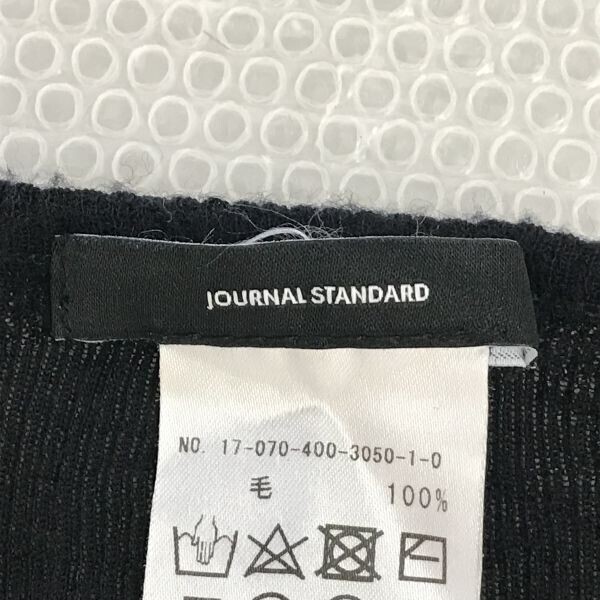 JOURNAL STANDARD
NO. 17-070-400-3050-1-0
毛 100%